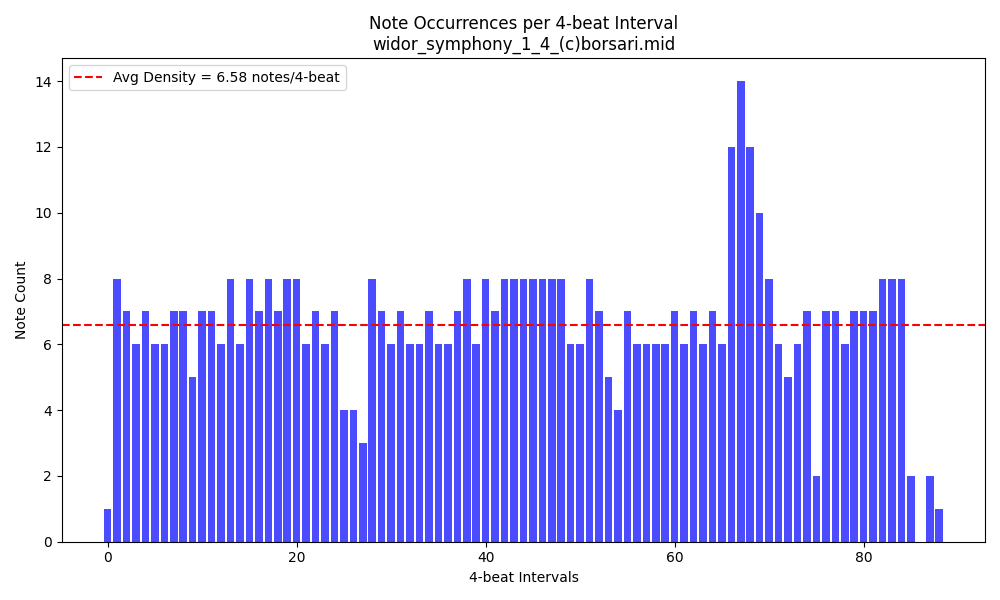 Note Occurrences per 4-beat Interval
widor_symphony_1_4_(c)borsari.mid
Avg Density = 6.58 notes/4-beat
Note Count
14
12
10
8
6
4
2
0
0 20 40 60 80
4-beat Intervals